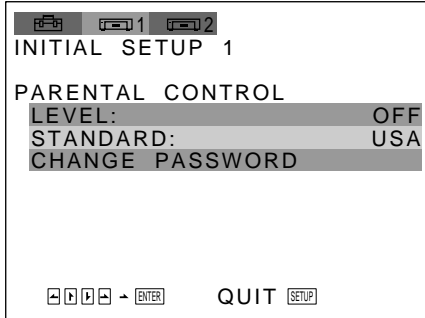 1 2
INITIAL SETUP 1
PARENTAL CONTROL
LEVEL: OFF
STANDARD: USA
CHANGE PASSWORD
ENTER QUIT SETUP